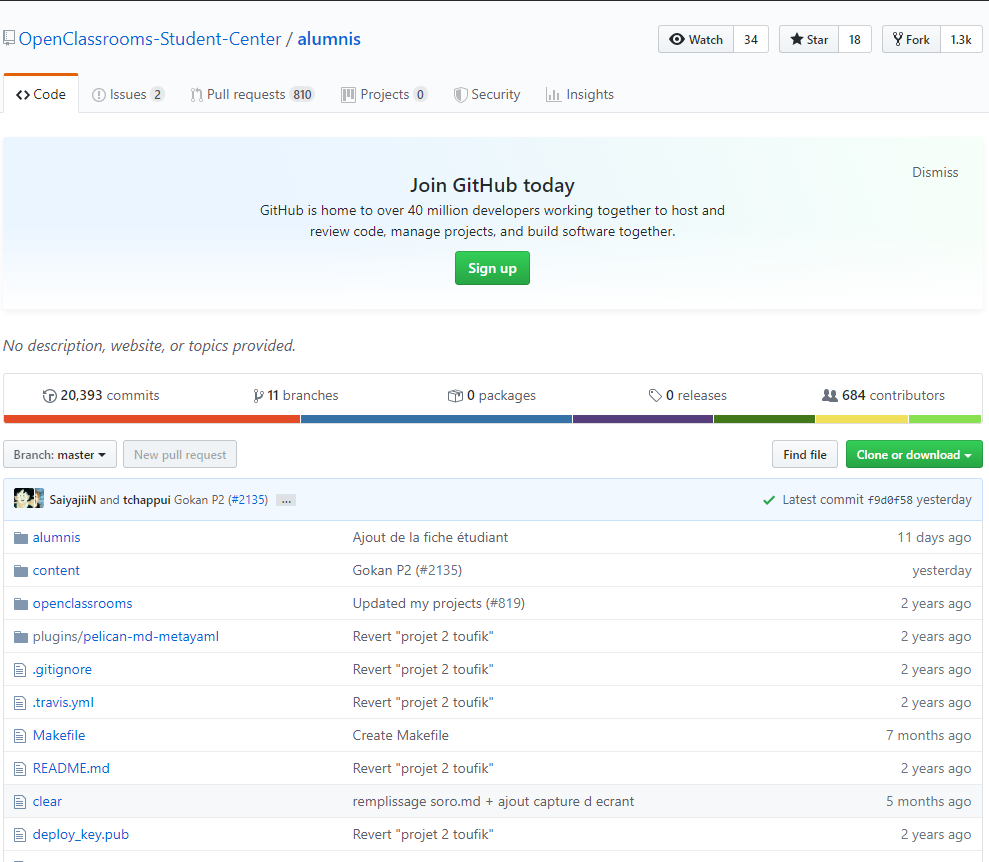 OpenClassrooms-Student-Center / alumnis
Watch 34 Star 18 Fork 1.3k
Code Issues 2 Pull requests 810 Projects 0 Security Insights
Dismiss
Join GitHub today
GitHub is home to over 40 million developers working together to host and
review code, manage projects, and build software together.
Sign up
No description, website, or topics provided.
20,393 commits 11 branches 0 packages 0 releases 684 contributors
Branch: master New pull request Find file Clone or download
SaiyajiiN and tchappui Gokan P2 (#2135) ... Latest commit f9d0f58 yesterday
alumnis Ajout de la fiche étudiant 11 days ago
content Gokan P2 (#2135) yesterday
openclassrooms Updated my projects (#819) 2 years ago
plugins/pelican-md-metayaml Revert "projet 2 toufik" 2 years ago
.gitignore Revert "projet 2 toufik" 2 years ago
.travis.yml Revert "projet 2 toufik" 2 years ago
Makefile Create Makefile 7 months ago
README.md Revert "projet 2 toufik" 2 years ago
clear remplissage soro.md + ajout capture d ecrant 5 months ago
deploy_key.pub Revert "projet 2 toufik" 2 years ago